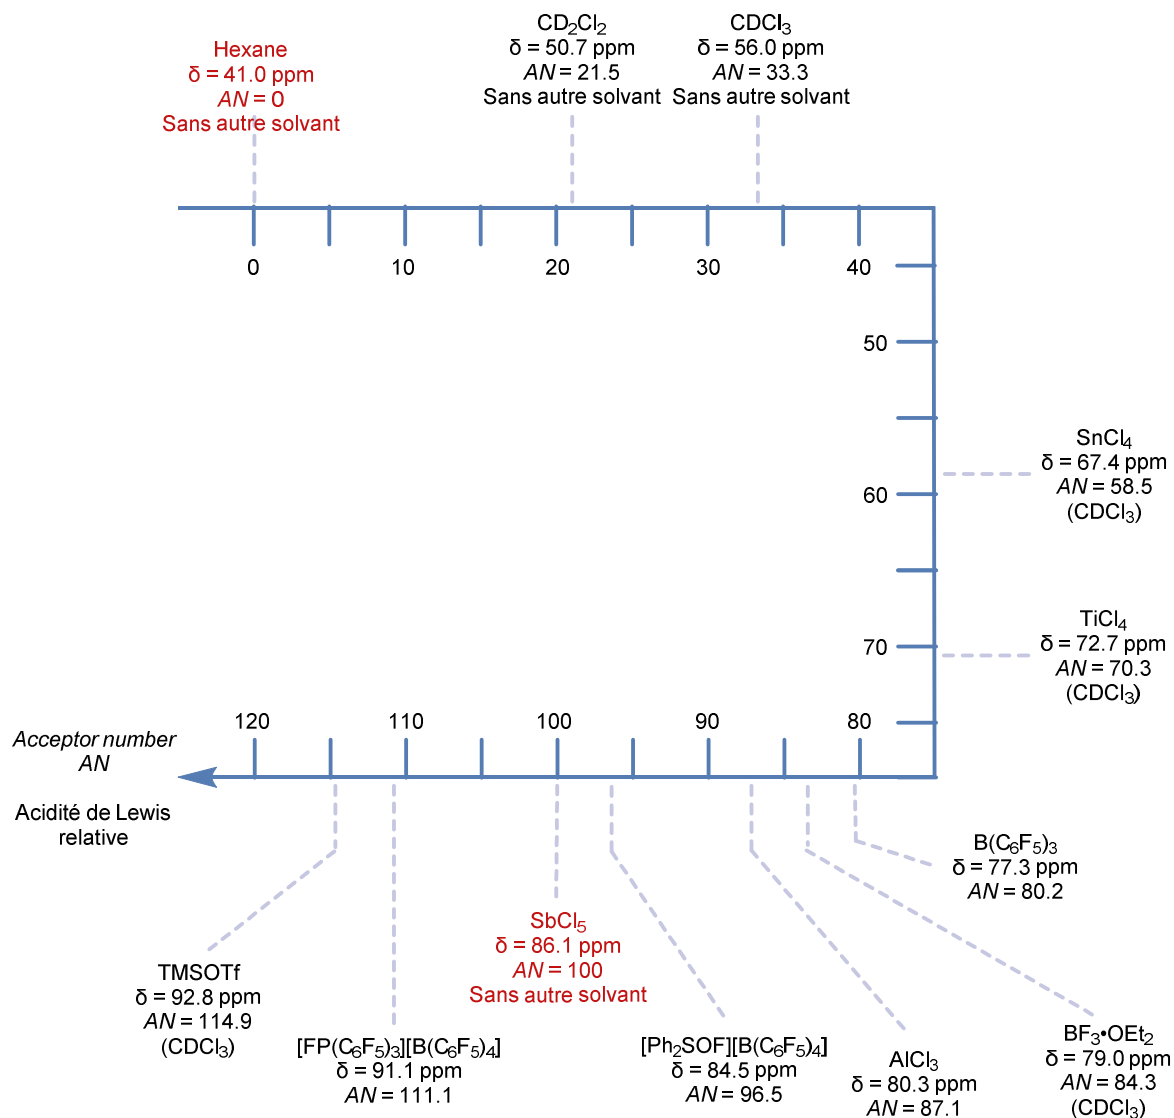 Hexane
δ = 41.0 ppm
AN = 0
Sans autre solvant
CD₂Cl₂
δ = 50.7 ppm
AN = 21.5
Sans autre solvant
CDCl₃
δ = 56.0 ppm
AN = 33.3
Sans autre solvant
0
10
20
30
40
50
60
70
SnCl₄
δ = 67.4 ppm
AN = 58.5
(CDCl₃)
TiCl₄
δ = 72.7 ppm
AN = 70.3
(CDCl₃)
120
110
100
90
80
Acceptor number
AN
Acidité de Lewis
relative
B(C₆F₅)₃
δ = 77.3 ppm
AN = 80.2
SbCl₅
δ = 86.1 ppm
AN = 100
Sans autre solvant
TMSOTf
δ = 92.8 ppm
AN = 114.9
(CDCl₃)
[FP(C₆F₅)₃][B(C₆F₅)₄]
δ = 91.1 ppm
AN = 111.1
[Ph₂SOF][B(C₆F₅)₄]
δ = 84.5 ppm
AN = 96.5
AlCl₃
δ = 80.3 ppm
AN = 87.1
BF₃•OEt₂
δ = 79.0 ppm
AN = 84.3
(CDCl₃)